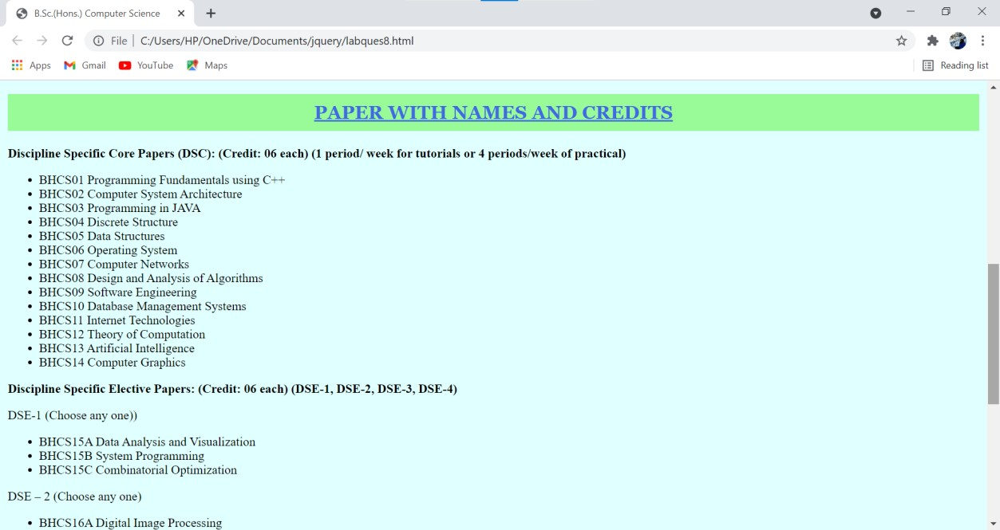 B.Sc.(Hons.) Computer Science
File | C:/Users/HP/OneDrive/Documents/jquery/labques8.html
Apps Gmail YouTube Maps Reading list
PAPER WITH NAMES AND CREDITS
Discipline Specific Core Papers (DSC): (Credit: 06 each) (1 period/ week for tutorials or 4 periods/week of practical)
• BHCS01 Programming Fundamentals using C++
• BHCS02 Computer System Architecture
• BHCS03 Programming in JAVA
• BHCS04 Discrete Structure
• BHCS05 Data Structures
• BHCS06 Operating System
• BHCS07 Computer Networks
• BHCS08 Design and Analysis of Algorithms
• BHCS09 Software Engineering
• BHCS10 Database Management Systems
• BHCS11 Internet Technologies
• BHCS12 Theory of Computation
• BHCS13 Artificial Intelligence
• BHCS14 Computer Graphics
Discipline Specific Elective Papers: (Credit: 06 each) (DSE-1, DSE-2, DSE-3, DSE-4)
DSE-1 (Choose any one))
• BHCS15A Data Analysis and Visualization
• BHCS15B System Programming
• BHCS15C Combinatorial Optimization
DSE – 2 (Choose any one)
• BHCS16A Digital Image Processing